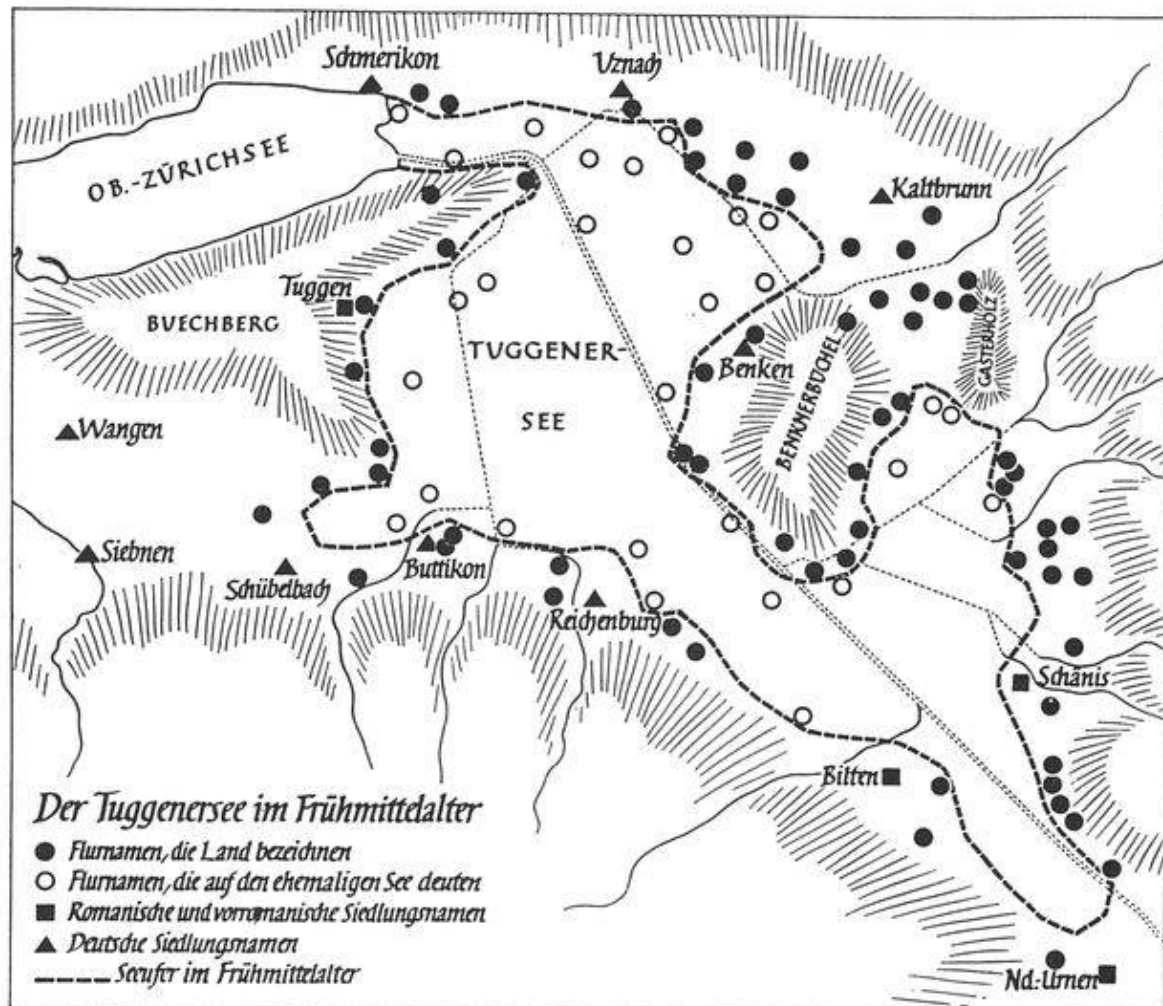 Schmerikon
Uznach
OB.-ZÜRICHSEE
Kaltbrunn
Tuggen
BUECHBERG
TUGGENER-
SEE
Benken
BENKNERBÜCHEL
GASTERHOLZ
Wangen
Siebnen
Schübelbach
Buttikon
Reichenburg
Schänis
Bilten
Nd.-Urnen
Der Tuggenersee im Frühmittelalter
Flurnamen, die Land bezeichnen
Flurnamen, die auf den ehemaligen See deuten
Romanische und vorromanische Siedlungsnamen
Deutsche Siedlungsnamen
Seeufer im Frühmittelalter